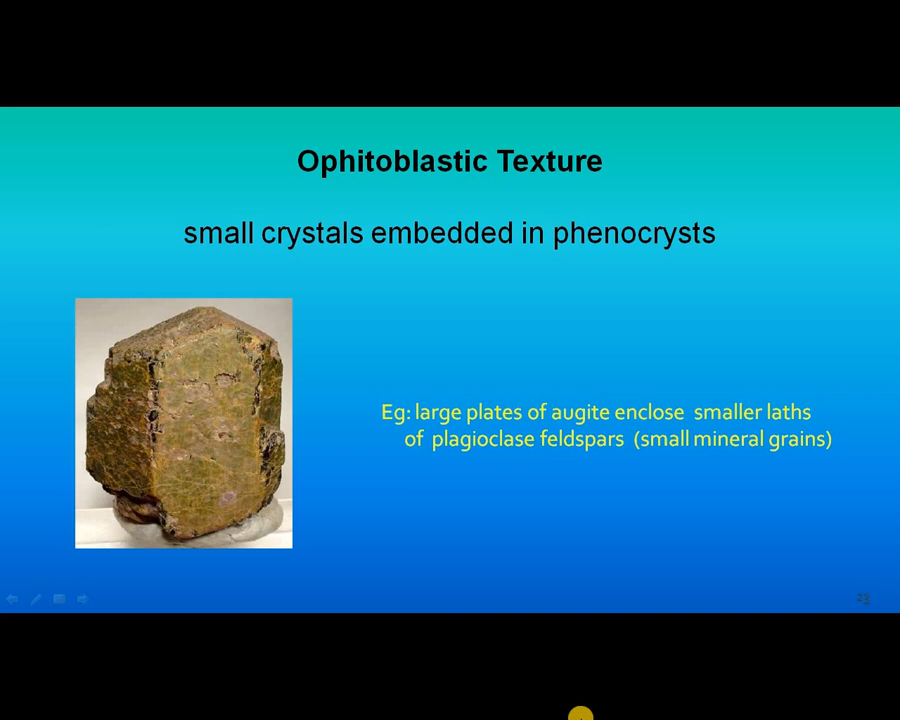 Ophitoblastic Texture
small crystals embedded in phenocrysts
Eg: large plates of augite enclose smaller laths
of plagioclase feldspars (small mineral grains)
23